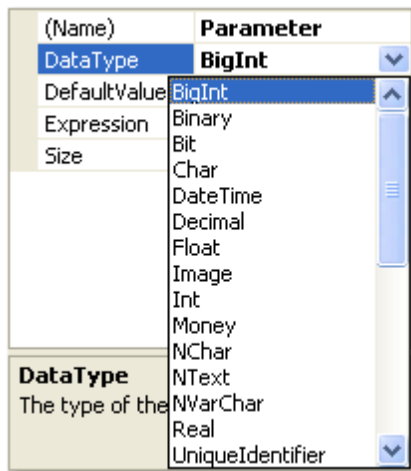 (Name) Parameter
DataType BigInt
DefaultValue BigInt
Expression Binary
Size Bit
Char
DateTime
Decimal
Float
Image
Int
Money
NChar
DataType NText
The type of the NVarChar
Real
UniqueIdentifier